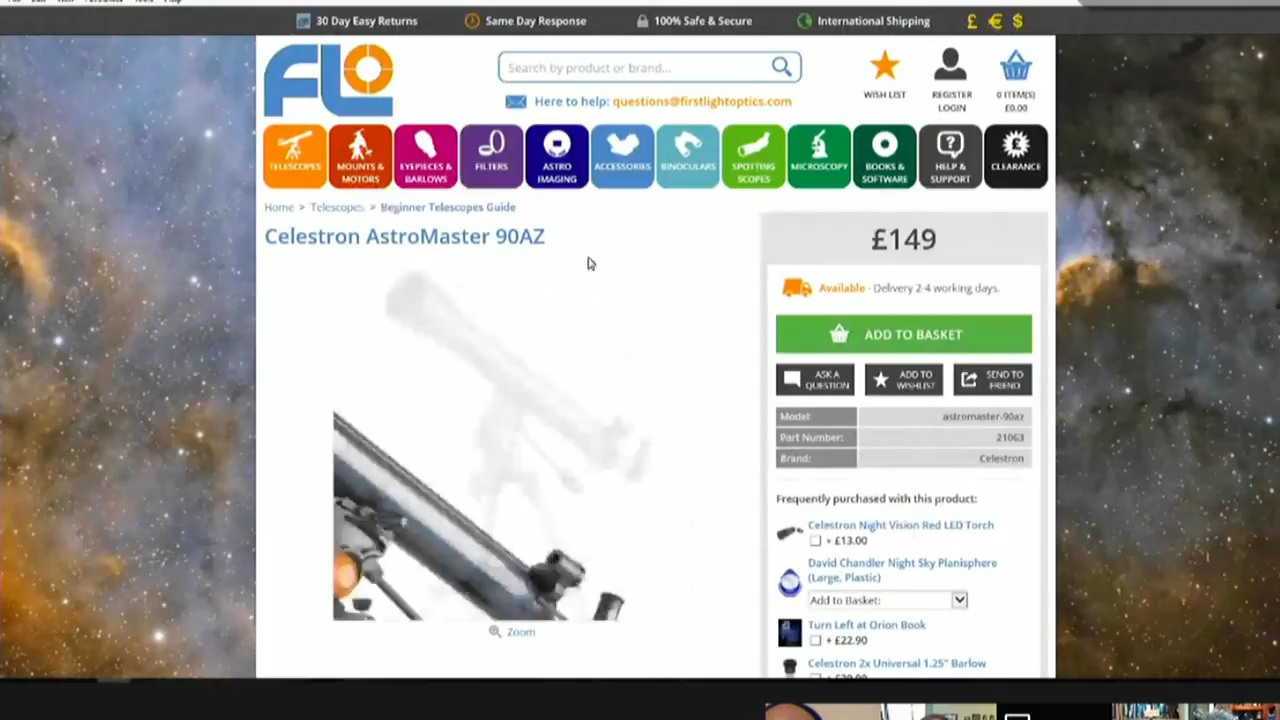 30 Day Easy Returns
Same Day Response
100% Safe & Secure
International Shipping
£ € $
FLO
Search by product or brand...
Here to help: questions@firstlightoptics.com
WISH LIST
REGISTER
LOGIN
0 ITEM(S)
£0.00
TELESCOPES
MOUNTS &
MOTORS
EYEPIECES &
BARLOWS
FILTERS
ASTRO
IMAGING
ACCESSORIES
BINOCULARS
SPOTTING
SCOPES
MICROSCOPY
BOOKS &
SOFTWARE
HELP &
SUPPORT
CLEARANCE
Home > Telescopes > Beginner Telescopes Guide
Celestron AstroMaster 90AZ
Zoom
£149
Available - Delivery 2-4 working days.
ADD TO BASKET
ASK A
QUESTION
ADD TO
WISHLIST
SEND TO
FRIEND
Model: astromaster-90az
Part Number: 21063
Brand: Celestron
Frequently purchased with this product:
Celestron Night Vision Red LED Torch
+ £13.00
David Chandler Night Sky Planisphere
(Large, Plastic)
Add to Basket:
Turn Left at Orion Book
+ £22.90
Celestron 2x Universal 1.25" Barlow